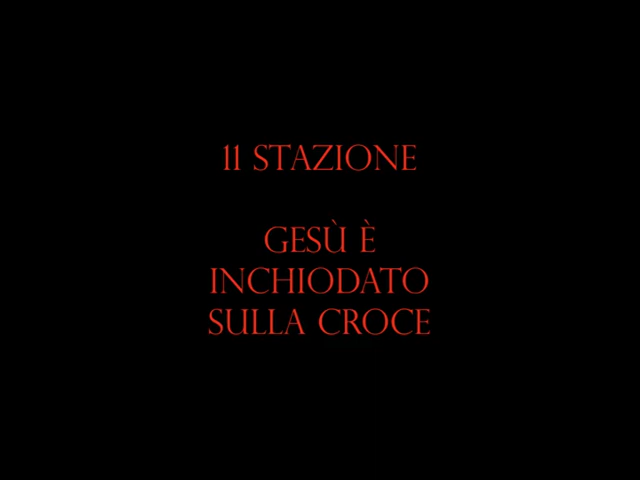 11 STAZIONE
GESÙ È
INCHIODATO
SULLA CROCE